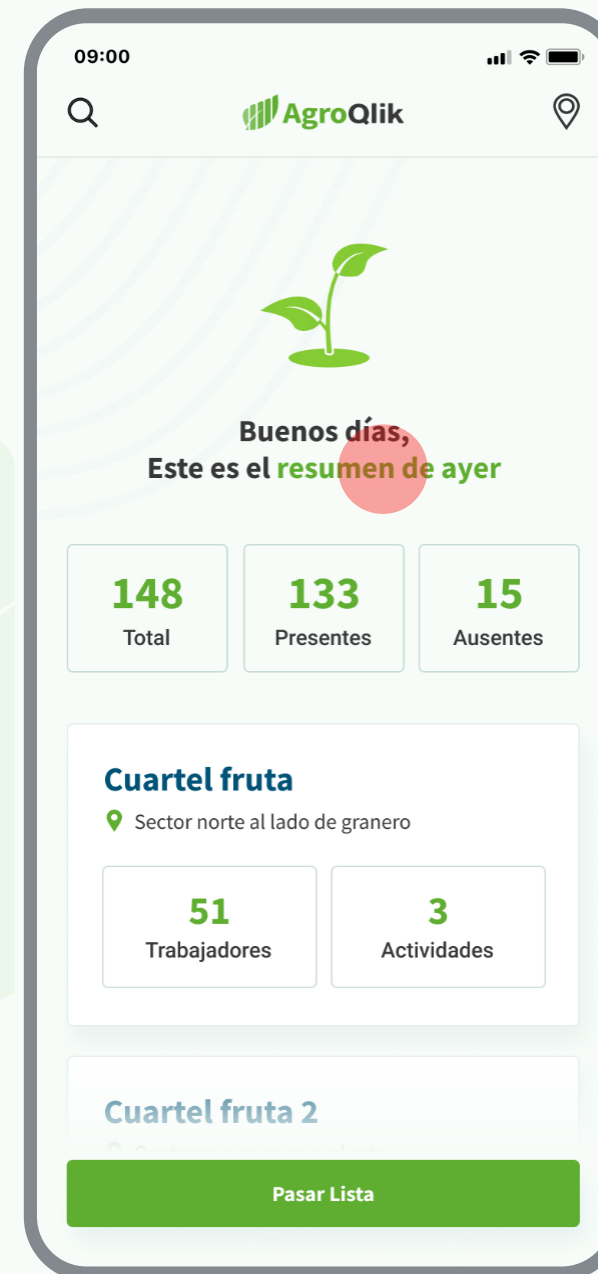 09:00
AgroQlik
Buenos días,
Este es el resumen de ayer
148
Total
133
Presentes
15
Ausentes
Cuartel fruta
Sector norte al lado de granero
51
Trabajadores
3
Actividades
Cuartel fruta 2
Pasar Lista